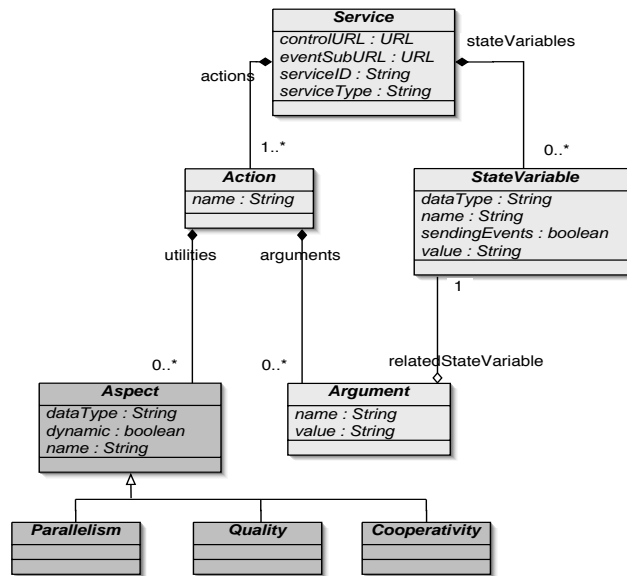 Service
controlURL : URL
eventSubURL : URL
serviceID : String
serviceType : String
stateVariables
actions
1..*
0..*
Action
name : String
StateVariable
dataType : String
name : String
sendingEvents : boolean
value : String
utilities
arguments
1
0..*
0..*
relatedStateVariable
Aspect
dataType : String
dynamic : boolean
name : String
Argument
name : String
value : String
Parallelism
Quality
Cooperativity